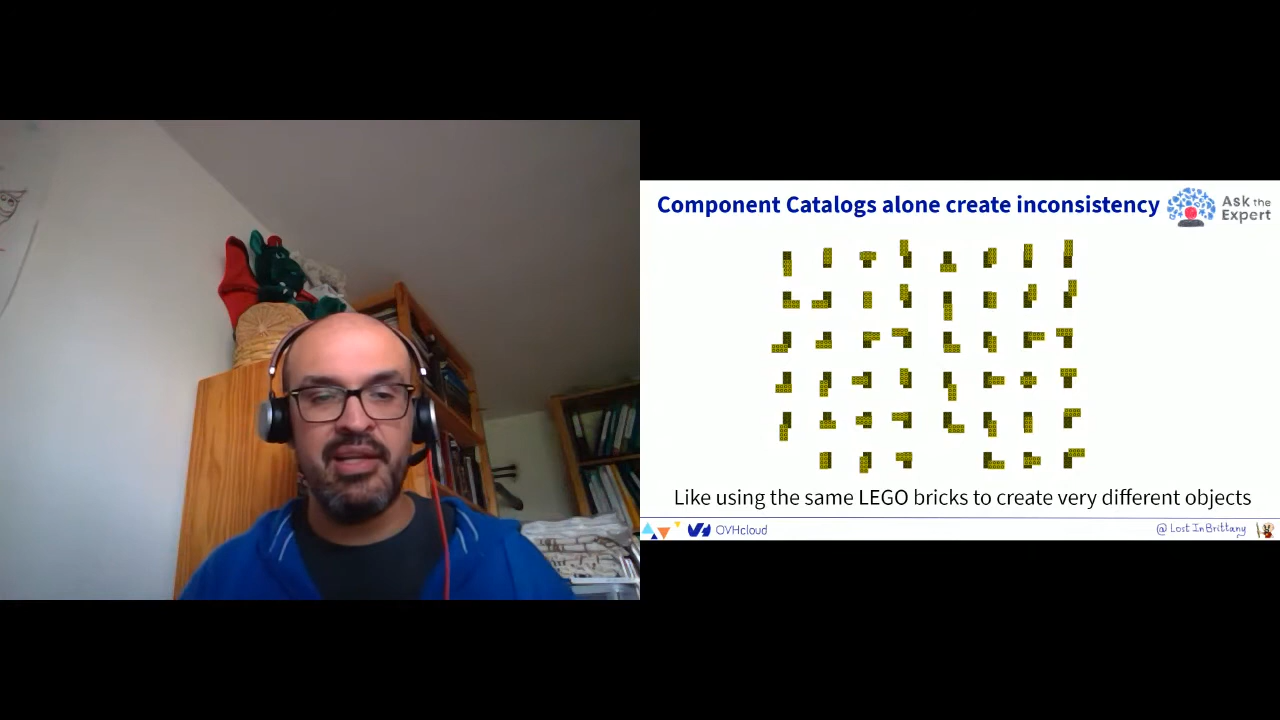 Component Catalogs alone create inconsistency
Ask the
Expert
Like using the same LEGO bricks to create very different objects
OVHcloud
@LostInBrittany